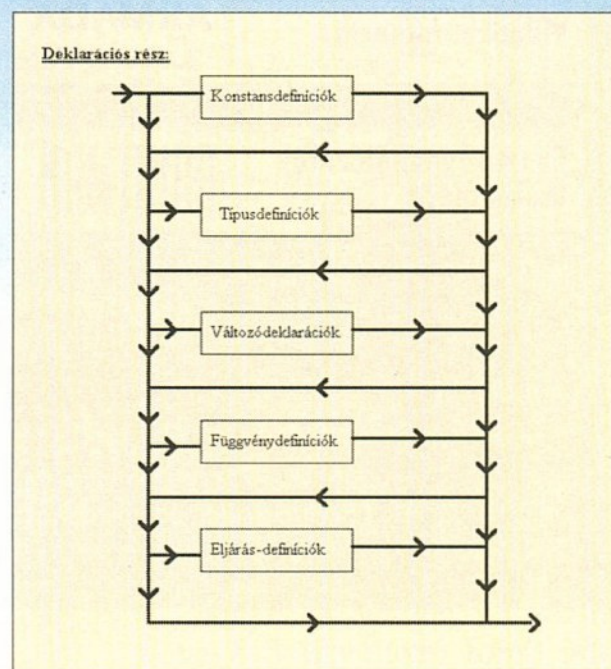 Deklarációs rész:
Konstansdefiníciók
Típusdefiníciók
Változódeklarációk
Függvénydefiníciók
Eljárás-definíciók